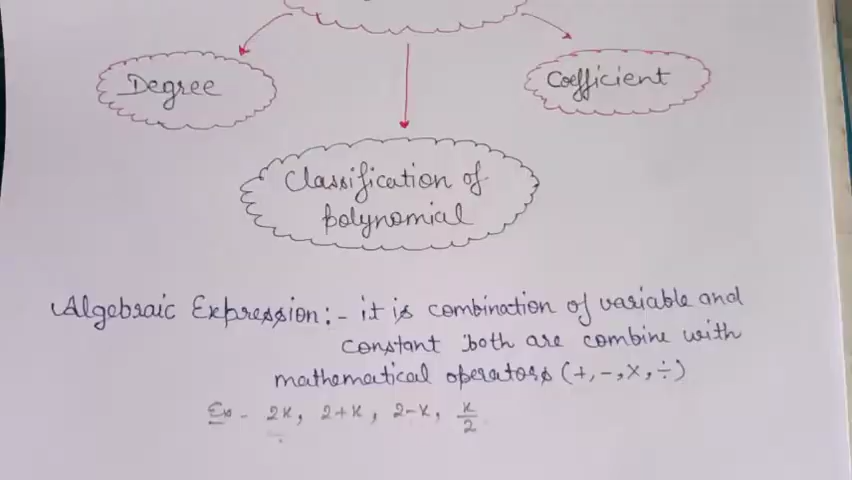 Degree
Coefficient
Classification of
polynomial
Algebraic Expression:- it is combination of variable and
constant both are combine with
mathematical operators (+, -, x, ÷)
Ex - 2x, 2+x, 2-x, x/2